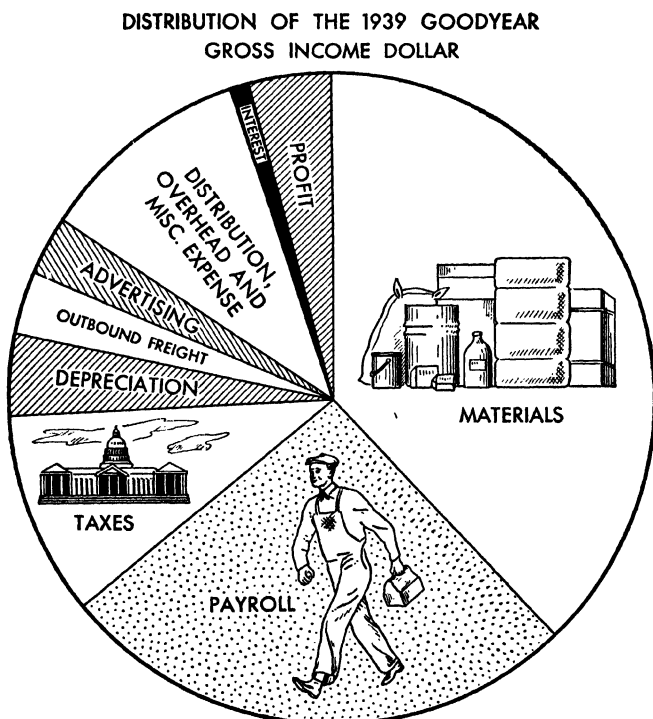 DISTRIBUTION OF THE 1939 GOODYEAR
GROSS INCOME DOLLAR
INTEREST
PROFIT
DISTRIBUTION,
OVERHEAD AND
MISC. EXPENSE
ADVERTISING
OUTBOUND FREIGHT
DEPRECIATION
MATERIALS
TAXES
PAYROLL